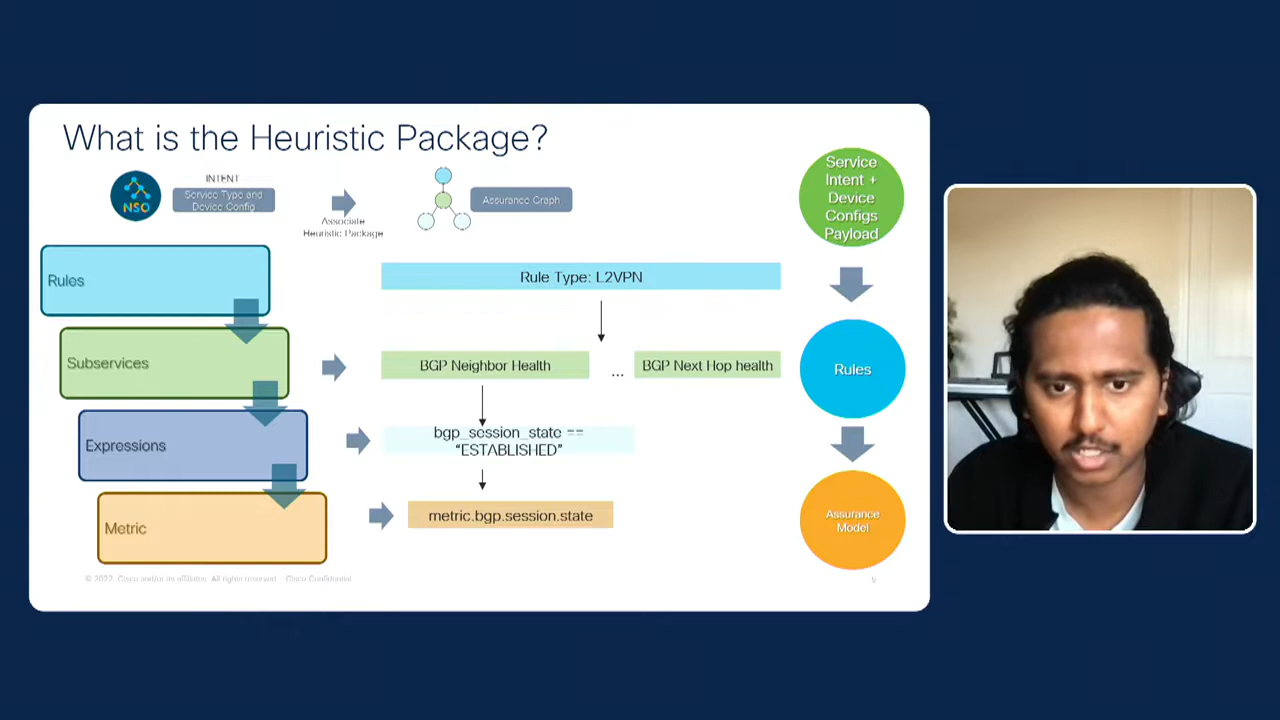 What is the Heuristic Package?
NSO
INTENT
Service Type and
Device Config
Associate
Heuristic Package
Assurance Graph
Service
Intent +
Device
Configs
Payload
Rules
Rule Type: L2VPN
Subservices
BGP Neighbor Health
...
BGP Next Hop health
Rules
Expressions
bgp_session_state ==
“ESTABLISHED”
Metric
metric.bgp.session.state
Assurance
Model
© 2022 Cisco and/or its affiliates. All rights reserved. Cisco Confidential